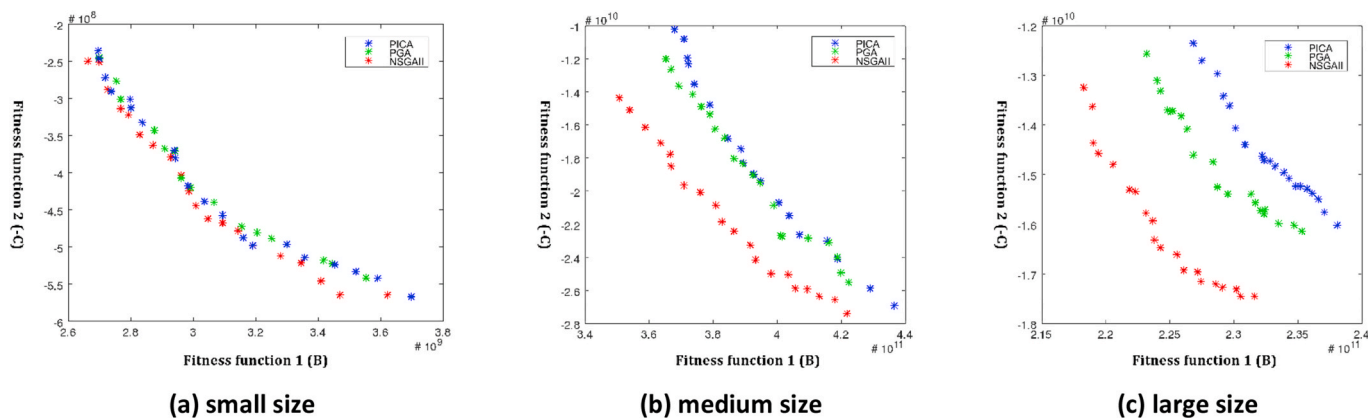 # 10^8
-2
-2.5
-3
-3.5
-4
-4.5
-5
-5.5
-6
2.6
2.8
3
3.2
3.4
3.6
3.8
# 10^9
PICA
PGA
NSGAII
Fitness function 2 (-C)
Fitness function 1 (B)
(a) small size
# 10^10
-1
-1.2
-1.4
-1.6
-1.8
-2
-2.2
-2.4
-2.6
-2.8
3.4
3.6
3.8
4
4.2
4.4
# 10^11
PICA
PGA
NSGAII
Fitness function 2 (-C)
Fitness function 1 (B)
(b) medium size
# 10^10
-1.2
-1.3
-1.4
-1.5
-1.6
-1.7
-1.8
2.15
2.2
2.25
2.3
2.35
2.4
# 10^11
PICA
PGA
NSGAII
Fitness function 2 (-C)
Fitness function 1 (B)
(c) large size